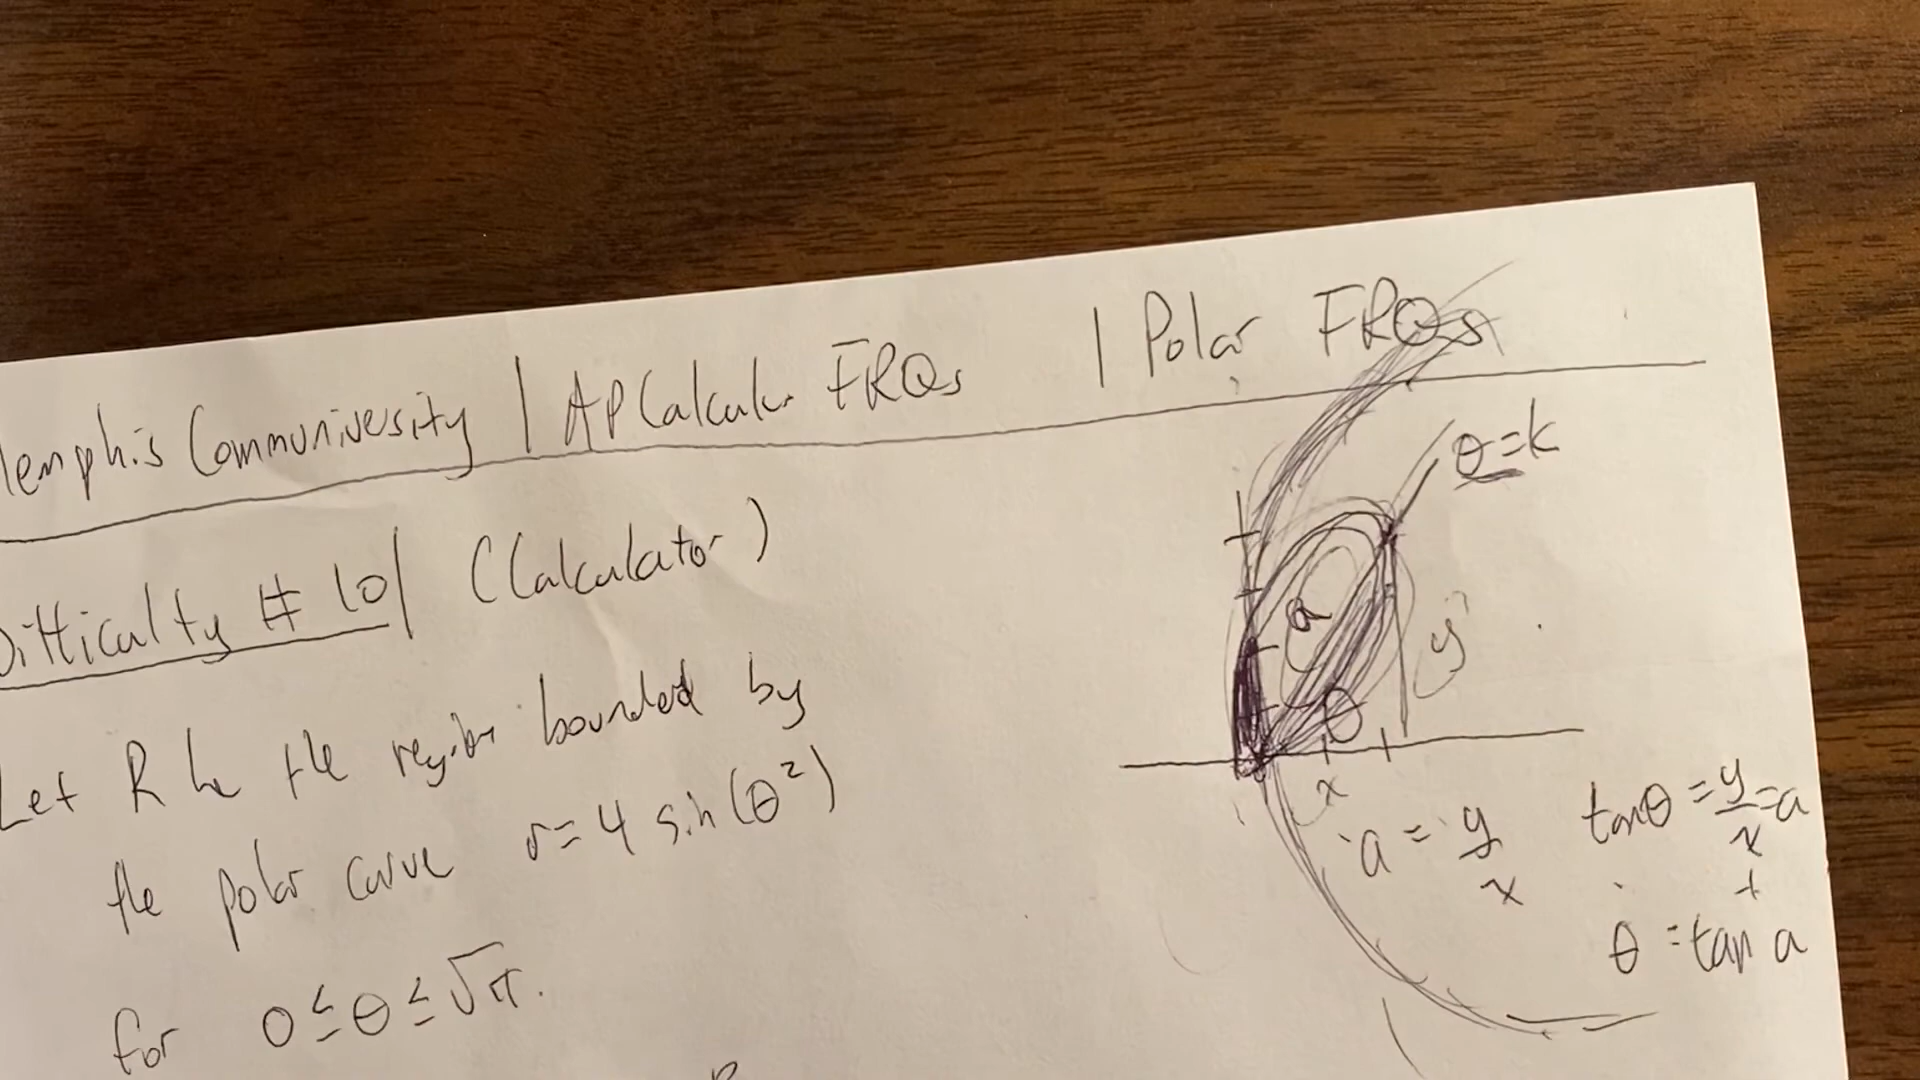 Memphis Communiversity | AP Calculus FRQs | Polar FRQs
Difficulty # 10 (Calculator)
Let R be the region bounded by
the polar curve r = 4 sin(θ²)
for 0 ≤ θ ≤ √π.
θ=k
a
y
θ
x
a = y/x
tanθ = y/x = a
θ = tan a